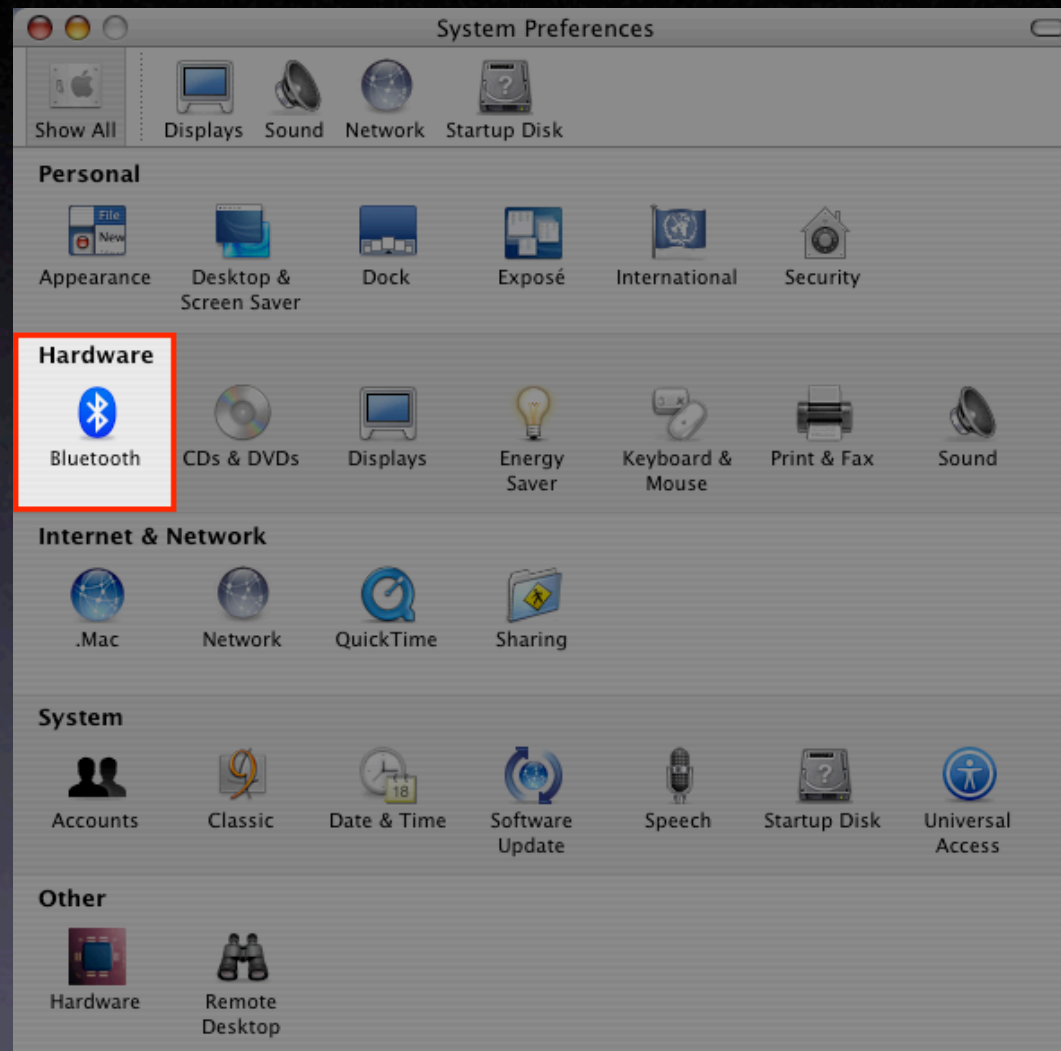 System Preferences
Show All Displays Sound Network Startup Disk
Personal
File
New
Appearance Desktop & Screen Saver Dock Exposé International Security
Hardware
Bluetooth CDs & DVDs Displays Energy Saver Keyboard & Mouse Print & Fax Sound
Internet & Network
.Mac Network QuickTime Sharing
System
18
Accounts Classic Date & Time Software Update Speech Startup Disk Universal Access
Other
Hardware Remote Desktop